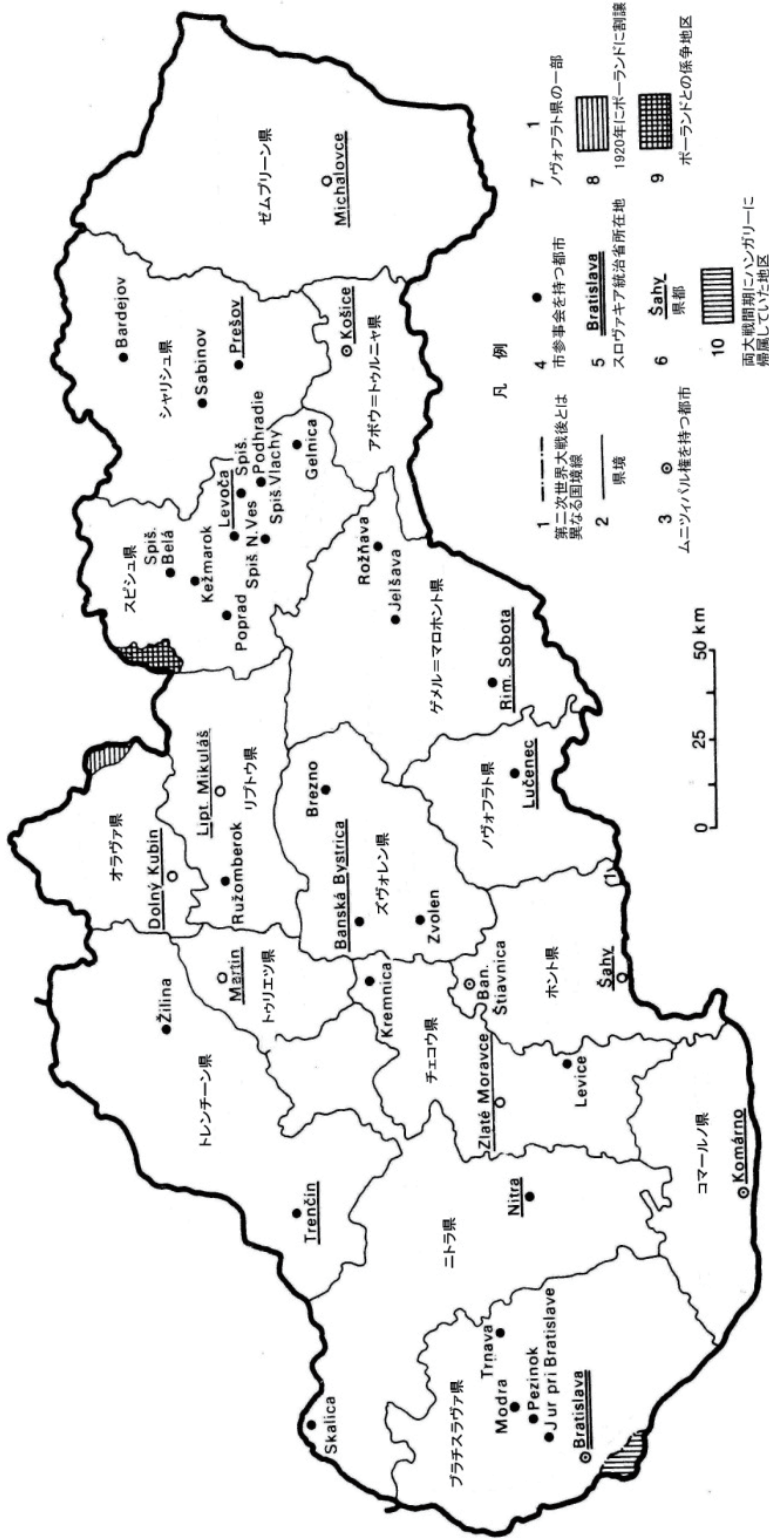 ゼムプリーン県
Michalovce
シャリシュ県
Bardejov
Sabinov
Prešov
アボウ=トゥルニャ県
Košice
スピシュ県
Spiš.
Belá
Kežmarok
Poprad
Levoča
Spiš.
Podhradie
Spiš N. Ves
Spiš Vlachy
Gelnica
ゲメル=マロホント県
Rožňava
Jelšava
Rim. Sobota
オラヴァ県
Dolný Kubín
リプトウ県
Lipt. Mikuláš
Ružomberok
ズヴォレン県
Brezno
Banská Bystrica
Zvolen
ノヴォフラト県
Lučenec
トレンチーン県
Žilina
Trenčín
トゥリエツ県
Martin
チェコウ県
Kremnica
Zlaté Moravce
Levice
ホント県
Ban.
Štiavnica
Šahy
1
ニトラ県
Nitra
Skalica
コマールノ県
Komárno
ブラチスラヴァ県
Trnava
Modra
Pezinok
Jur pri Bratislave
Bratislava
0 25 50 km
凡 例
1
第二次世界大戦後とは
異なる国境線
2
県境
3
ムニツィパル権を持つ都市
4
市参事会を持つ都市
5 Bratislava
スロヴァキア統治省所在地
6 Šahy
県都
7 1
ノヴォフラト県の一部
8
1920年にポーランドに割譲
9
ポーランドとの係争地区
10
両大戦間期にハンガリーに
帰属していた地区